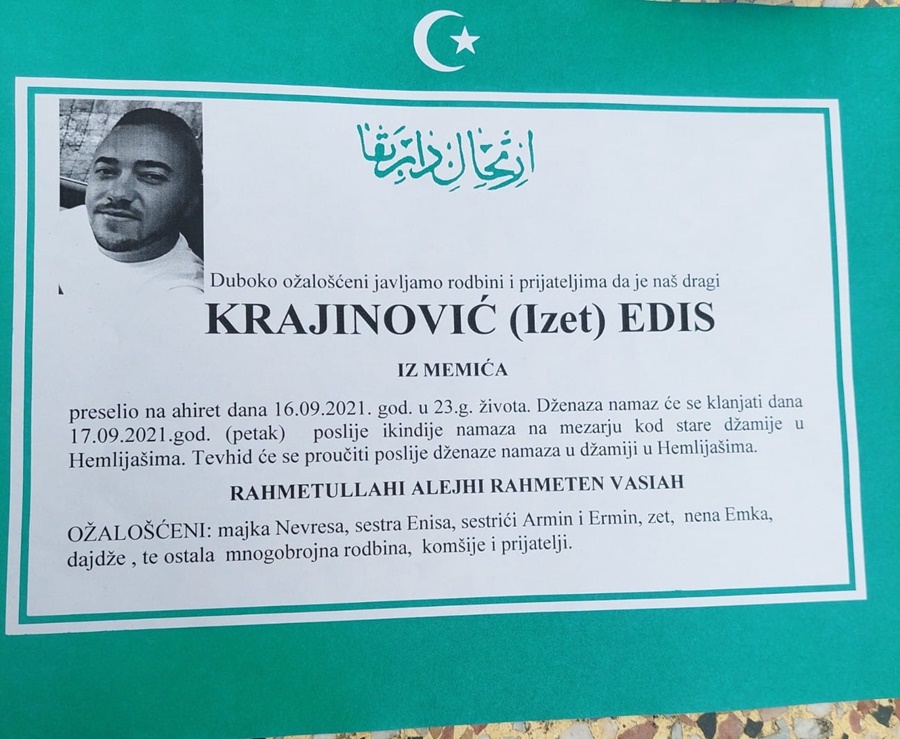 ارتحال دار بقا
Duboko ožalošćeni javljamo rodbini i prijateljima da je naš dragi
KRAJINOVIĆ (Izet) EDIS
IZ MEMIĆA
preselio na ahiret dana 16.09.2021. god. u 23.g. života. Dženaza namaz će se klanjati dana
17.09.2021.god. (petak) poslije ikindije namaza na mezarju kod stare džamije u
Hemlijašima. Tevhid će se proučiti poslije dženaze namaza u džamiji u Hemlijašima.
RAHMETULLAHI ALEJHI RAHMETEN VASIAH
OŽALOŠĆENI: majka Nevresa, sestra Enisa, sestrići Armin i Ermin, zet, nena Emka,
dajdže , te ostala mnogobrojna rodbina, komšije i prijatelji.